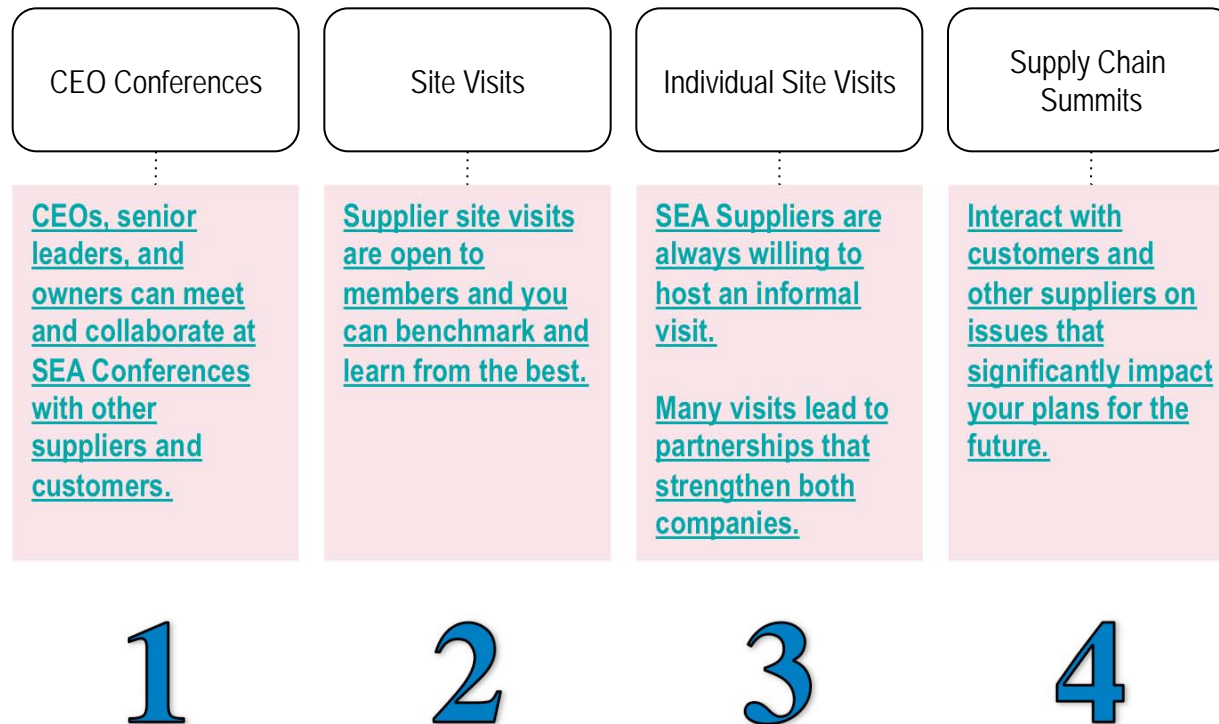 CEO Conferences
Site Visits
Individual Site Visits
Supply Chain
Summits
CEOs, senior
leaders, and
owners can meet
and collaborate at
SEA Conferences
with other
suppliers and
customers.
Supplier site visits
are open to
members and you
can benchmark and
learn from the best.
SEA Suppliers are
always willing to
host an informal
visit.
Many visits lead to
partnerships that
strengthen both
companies.
Interact with
customers and
other suppliers on
issues that
significantly impact
your plans for the
future.
1
2
3
4